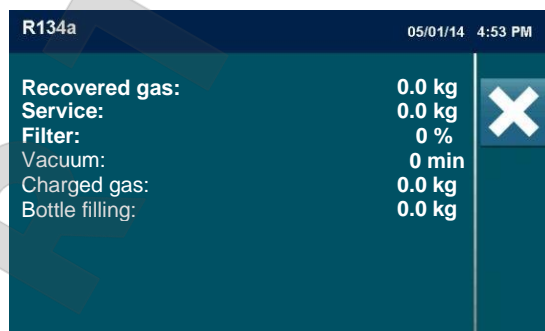 R134a 05/01/14 4:53 PM
Recovered gas: 0.0 kg
Service: 0.0 kg
Filter: 0 %
Vacuum: 0 min
Charged gas: 0.0 kg
Bottle filling: 0.0 kg